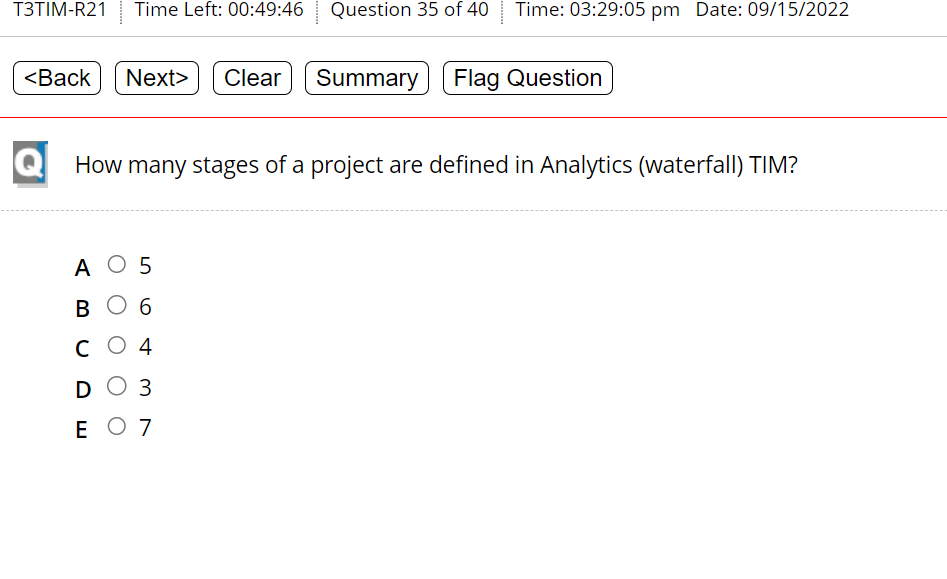 T3TIM-R21 Time Left: 00:49:46 Question 35 of 40 Time: 03:29:05 pm Date: 09/15/2022
<Back Next> Clear Summary Flag Question
Q How many stages of a project are defined in Analytics (waterfall) TIM?
A 5
B 6
C 4
D 3
E 7